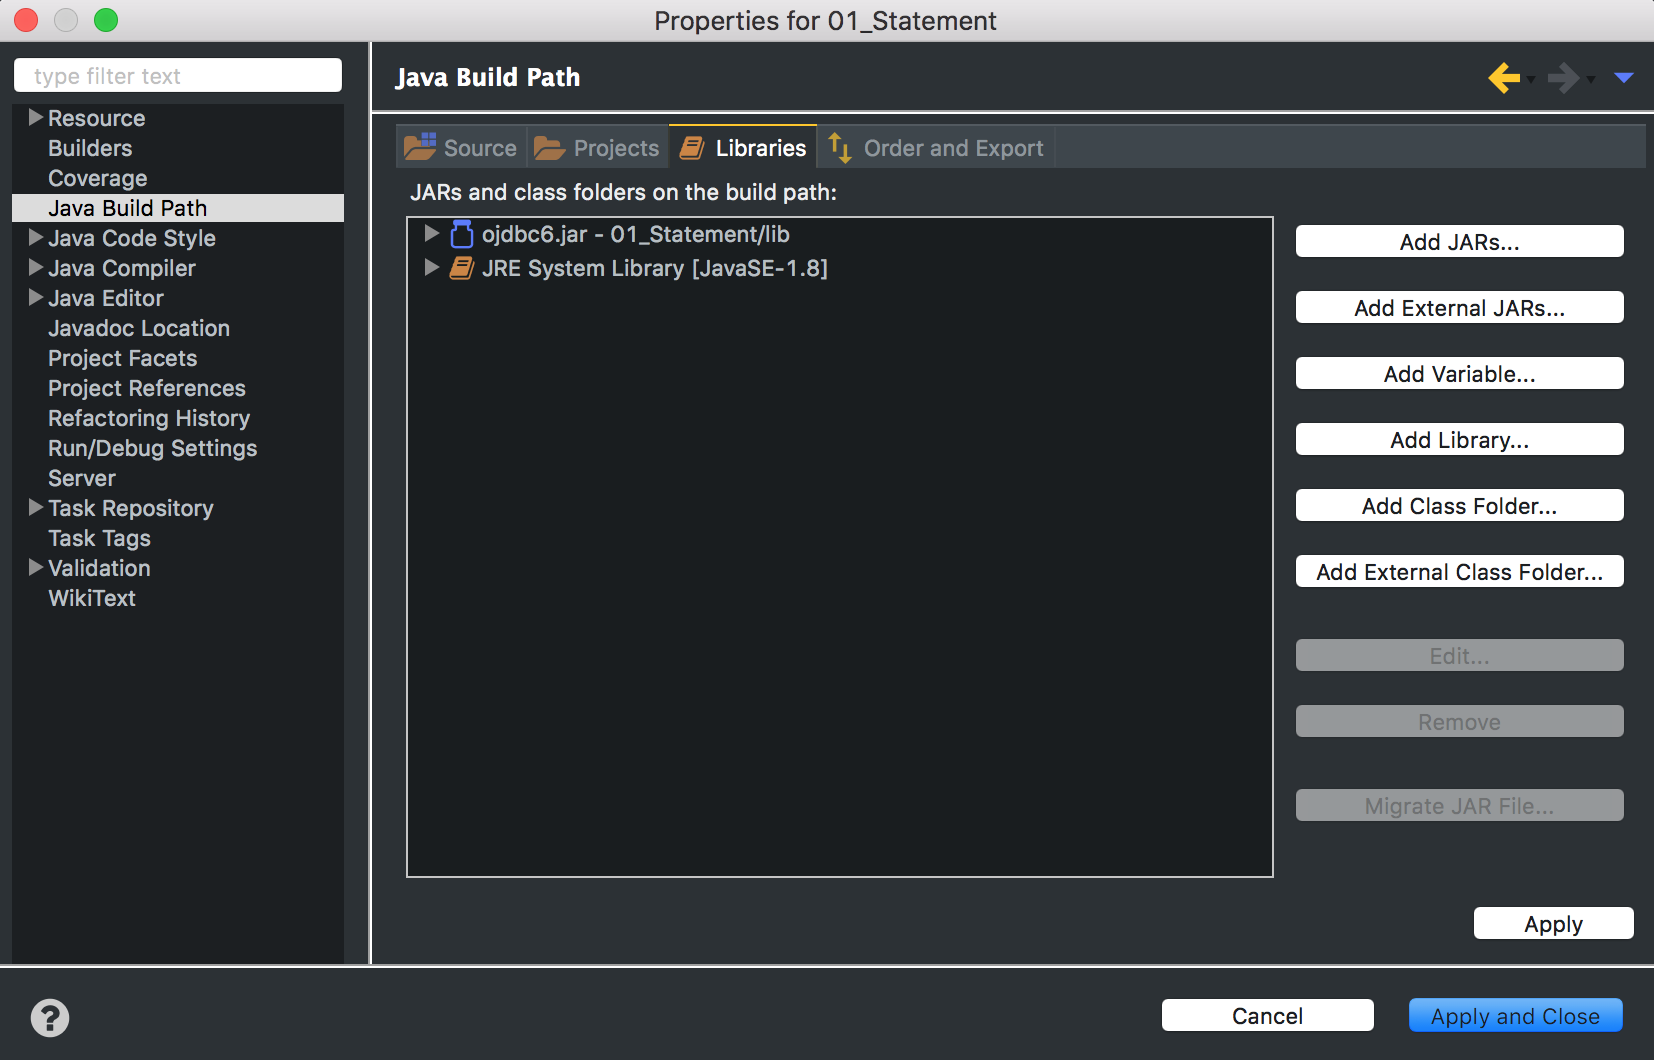 Properties for 01_Statement
type filter text
Resource
Builders
Coverage
Java Build Path
Java Code Style
Java Compiler
Java Editor
Javadoc Location
Project Facets
Project References
Refactoring History
Run/Debug Settings
Server
Task Repository
Task Tags
Validation
WikiText
Java Build Path
Source Projects Libraries Order and Export
JARs and class folders on the build path:
ojdbc6.jar - 01_Statement/lib
JRE System Library [JavaSE-1.8]
Add JARs...
Add External JARs...
Add Variable...
Add Library...
Add Class Folder...
Add External Class Folder...
Edit...
Remove
Migrate JAR File...
Apply
?
Cancel
Apply and Close